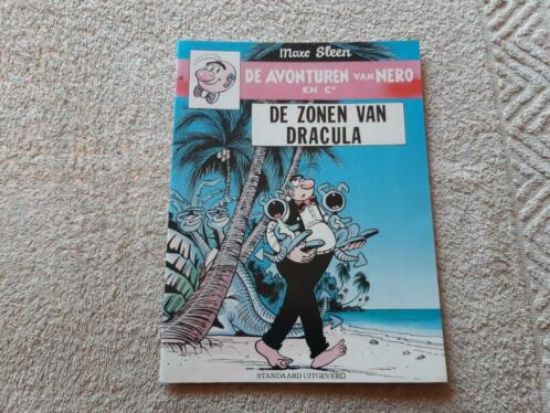 Marc Sleen
DE AVONTUREN VAN NERO
EN Cº
DE ZONEN VAN
DRACULA
STANDAARD UITGEVERIJ